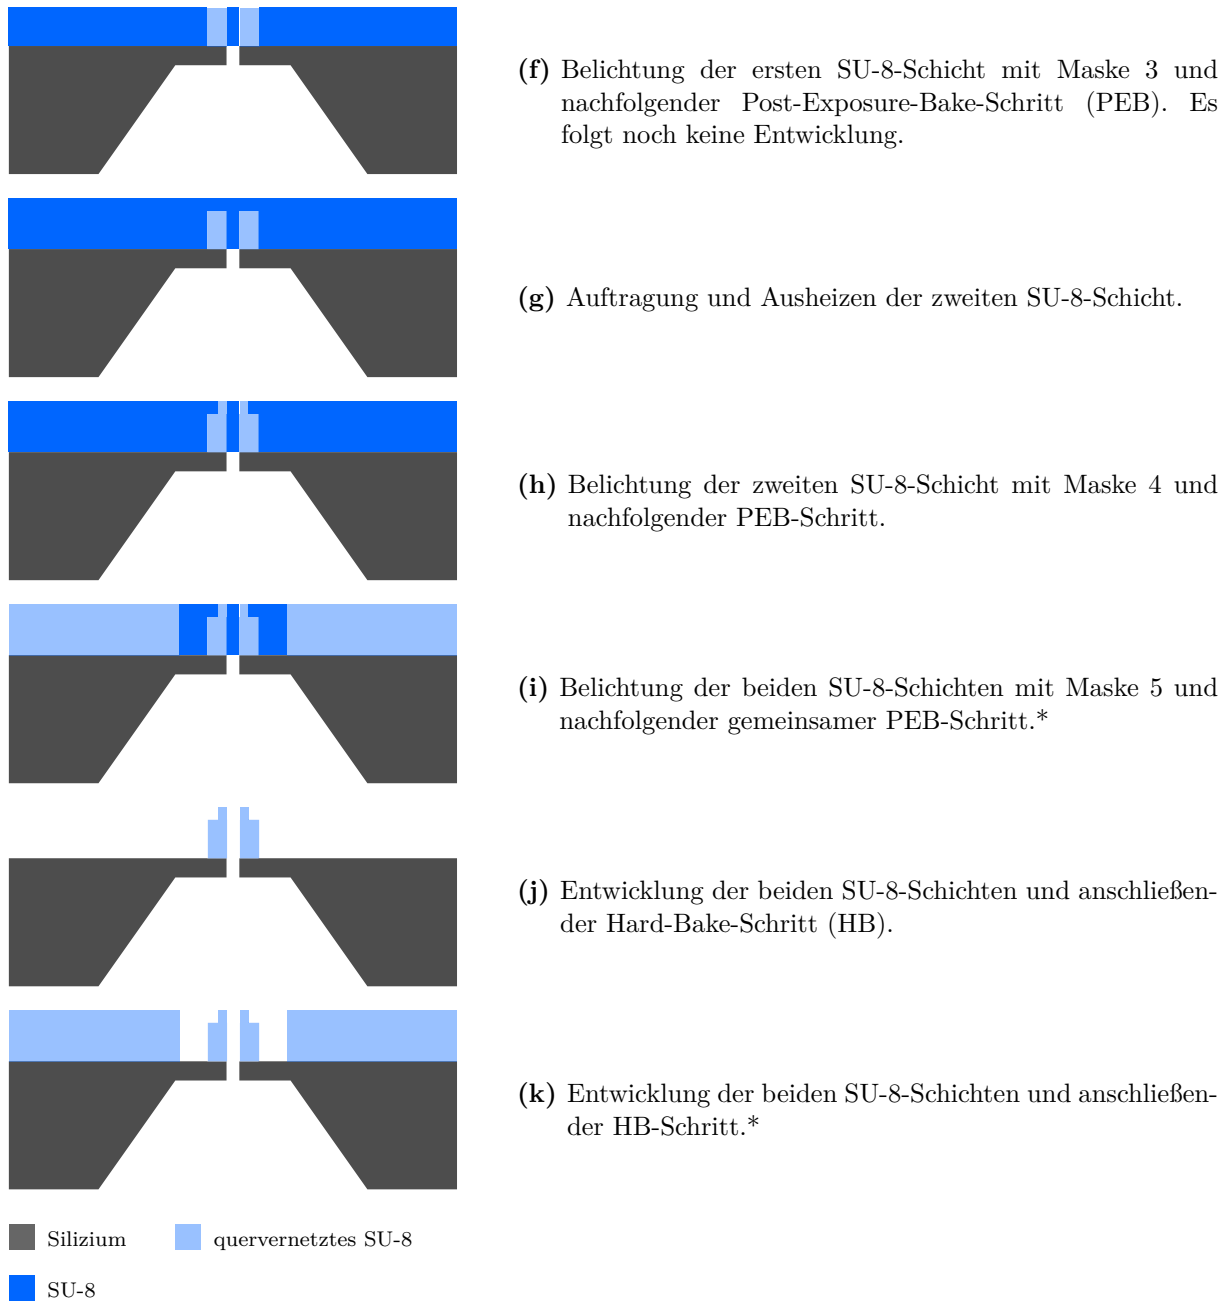 (f) Belichtung der ersten SU-8-Schicht mit Maske 3 und
nachfolgender Post-Exposure-Bake-Schritt (PEB). Es
folgt noch keine Entwicklung.
(g) Auftragung und Ausheizen der zweiten SU-8-Schicht.
(h) Belichtung der zweiten SU-8-Schicht mit Maske 4 und
nachfolgender PEB-Schritt.
(i) Belichtung der beiden SU-8-Schichten mit Maske 5 und
nachfolgender gemeinsamer PEB-Schritt.*
(j) Entwicklung der beiden SU-8-Schichten und anschließen-
der Hard-Bake-Schritt (HB).
(k) Entwicklung der beiden SU-8-Schichten und anschließen-
der HB-Schritt.*
Silizium
quervernetztes SU-8
SU-8